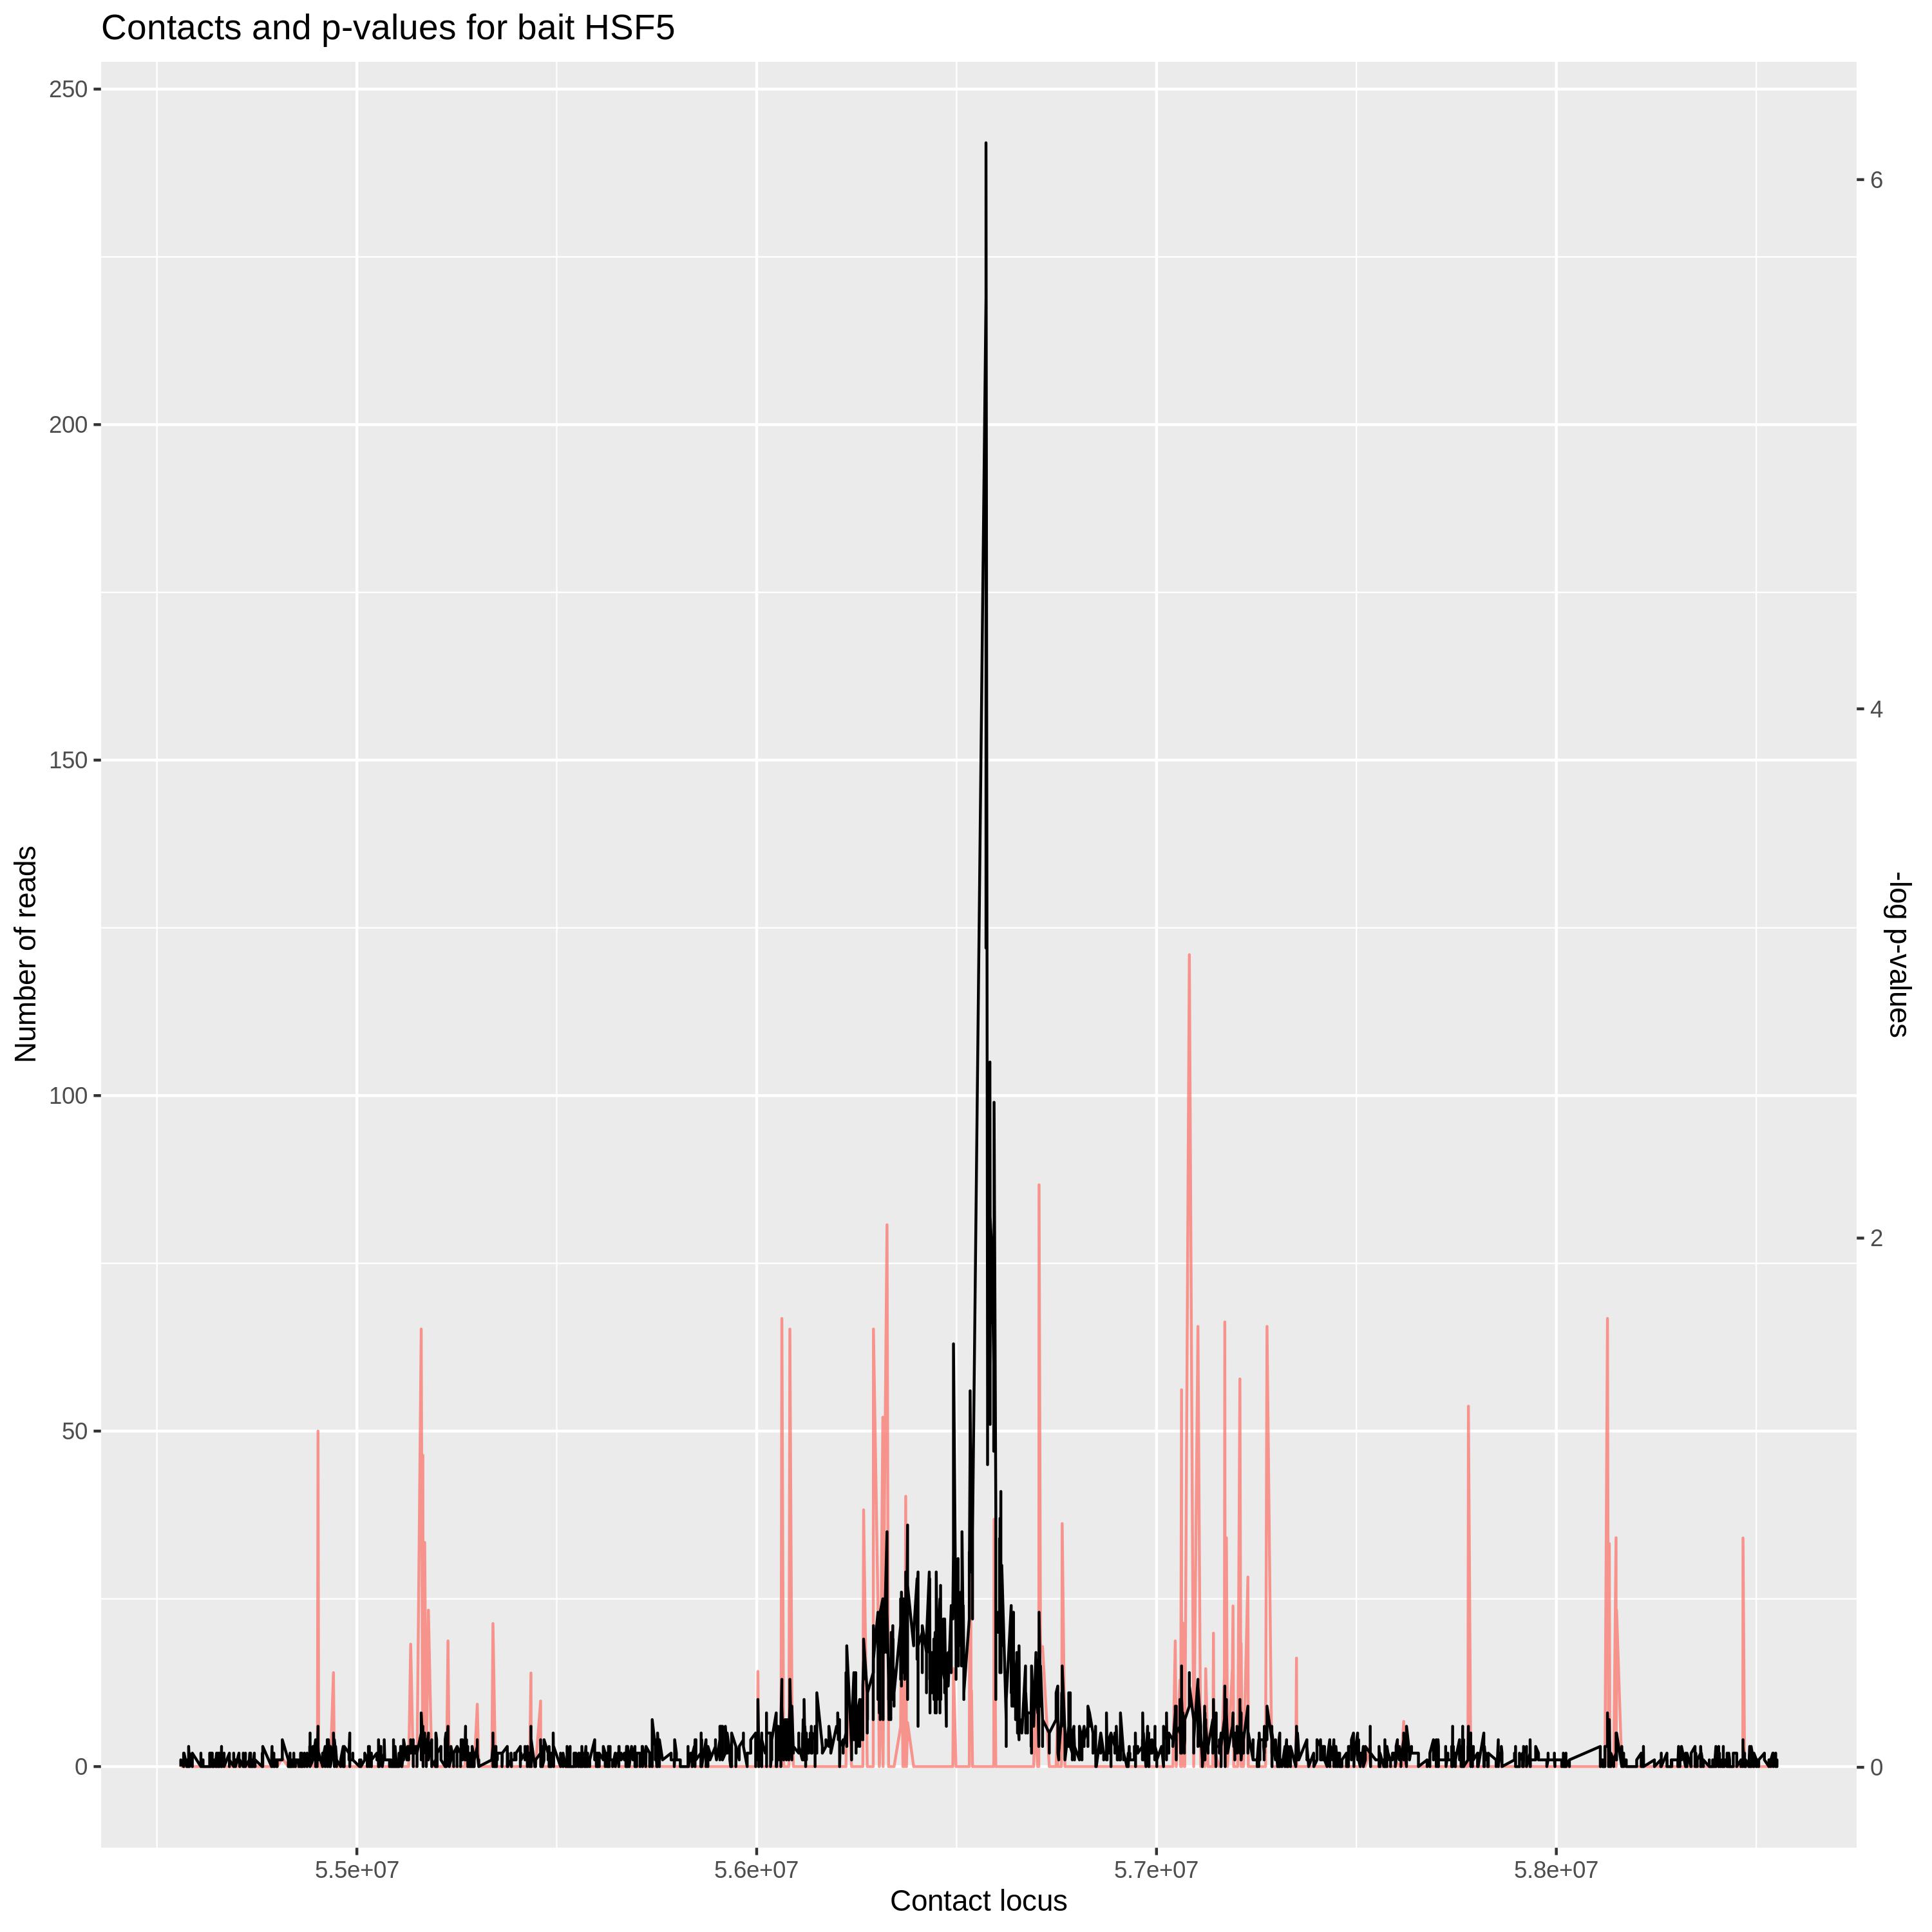 Contacts and p-values for bait HSF5
250
200
150
100
50
0
Number of reads
6
4
2
0
-log p-values
5.5e+07
5.6e+07
5.7e+07
5.8e+07
Contact locus